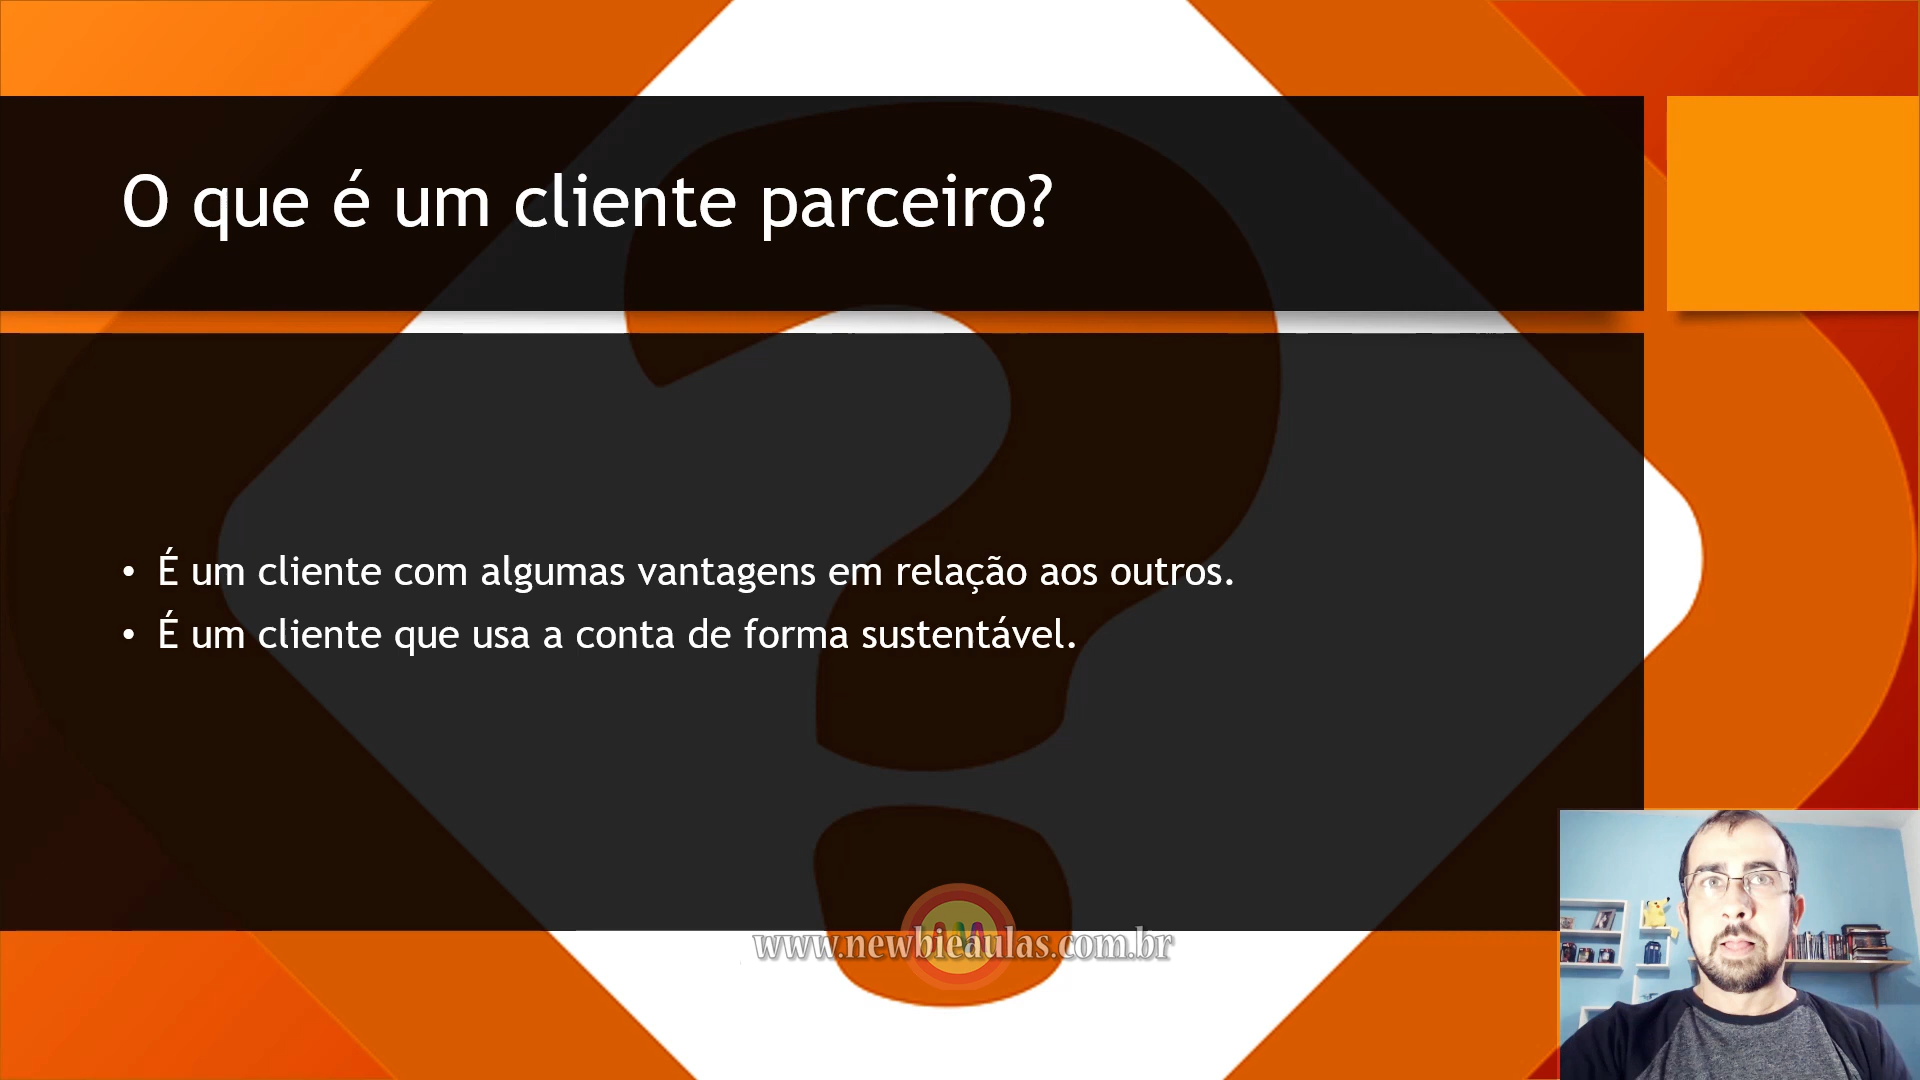 O que é um cliente parceiro?
• É um cliente com algumas vantagens em relação aos outros.
• É um cliente que usa a conta de forma sustentável.
www.newbieaulas.com.br